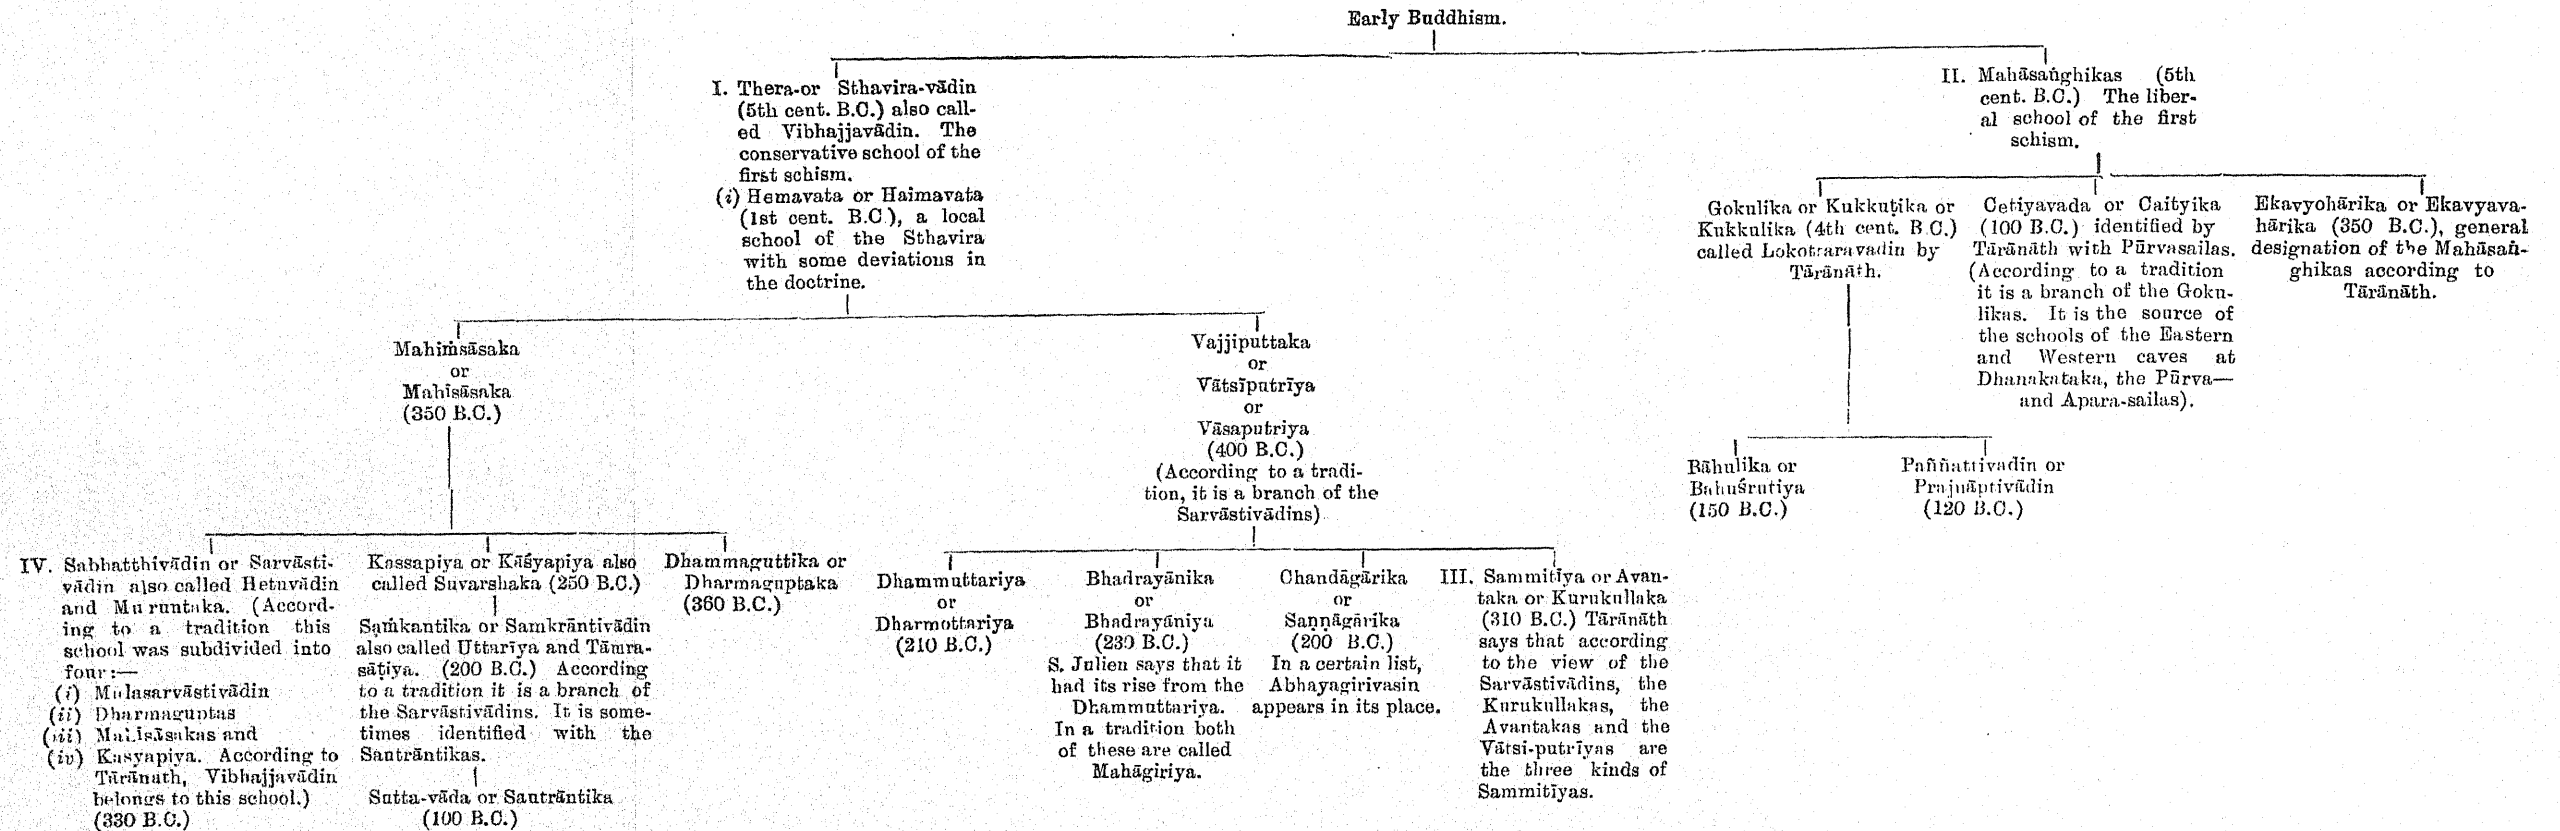 Early Buddhism.
I. Thera-or Sthavira-vādin
(5th cent. B.C.) also call-
ed Vibhajjavādin. The
conservative school of the
first schism.
(i) Hemavata or Haimavata
(1st cent. B.C), a local
school of the Sthavira
with some deviations in
the doctrine.
II. Mahāsaṅghikas (5th
cent. B.C.) The liber-
al school of the first
schism.
Gokulika or Kukkuṭika or
Kukkulika (4th cent. B.C.)
called Lokottaravadin by
Tārānāth.
Cetiyavada or Caityika
(100 B.C.) identified by
Tārānāth with Pūrvasailas.
(According to a tradition
it is a branch of the Goku-
likas. It is the source of
the schools of the Eastern
and Western caves at
Dhanakataka, the Pūrva—
and Apara-sailas).
Ekavyohārika or Ekavyava-
hārika (350 B.C.), general
designation of the Mahāsaṅ-
ghikas according to
Tārānāth.
Mahiṁsāsaka
or
Mahīsāsaka
(350 B.C.)
Vajjiputtaka
or
Vātsīputrīya
or
Vāsaputriya
(400 B.C.)
(According to a tradi-
tion, it is a branch of the
Sarvāstivādins)
Bāhulika or
Bahuśrutiya
(150 B.C.)
Paññattivadin or
Prajñāptivādin
(120 B.C.)
IV. Sabbatthivādin or Sarvāsti-
vādin also called Hetuvādin
and Muruntaka. (Accord-
ing to a tradition this
school was subdivided into
four:—
(i) Mulasarvāstivādin
(ii) Dharmaguptas
(iii) Mahīsāsakas and
(iv) Kasyapiya. According to
Tārānath, Vibhajjavādin
belongs to this school.)
(330 B.C.)
Kassapiya or Kāśyapiya also
called Suvarshaka (250 B.C.)
Saṁkantika or Samkrāntivādin
also called Uttarīya and Tāmra-
sāṭiya. (200 B.C.) According
to a tradition it is a branch of
the Sarvāstivādins. It is some-
times identified with the
Santrāntikas.
Sutta-vāda or Sautrāntika
(100 B.C.)
Dhammaguttika or
Dharmaguptaka
(360 B.C.)
Dhammuttariya
or
Dharmottariya
(210 B.C.)
Bhadrayānika
or
Bhadrayāniya
(230 B.C.)
S. Julien says that it
had its rise from the
Dhammuttariya.
In a tradition both
of these are called
Mahāgiriya.
Chandāgārika
or
Saṇṇāgārika
(200 B.C.)
In a certain list,
Abhayagirivasin
appears in its place.
III. Sammitīya or Avan-
taka or Kurukullaka
(310 B.C.) Tārānāth
says that according
to the view of the
Sarvāstivādins, the
Kurukullakas, the
Avantakas and the
Vātsi-putrīyas are
the three kinds of
Sammitīyas.